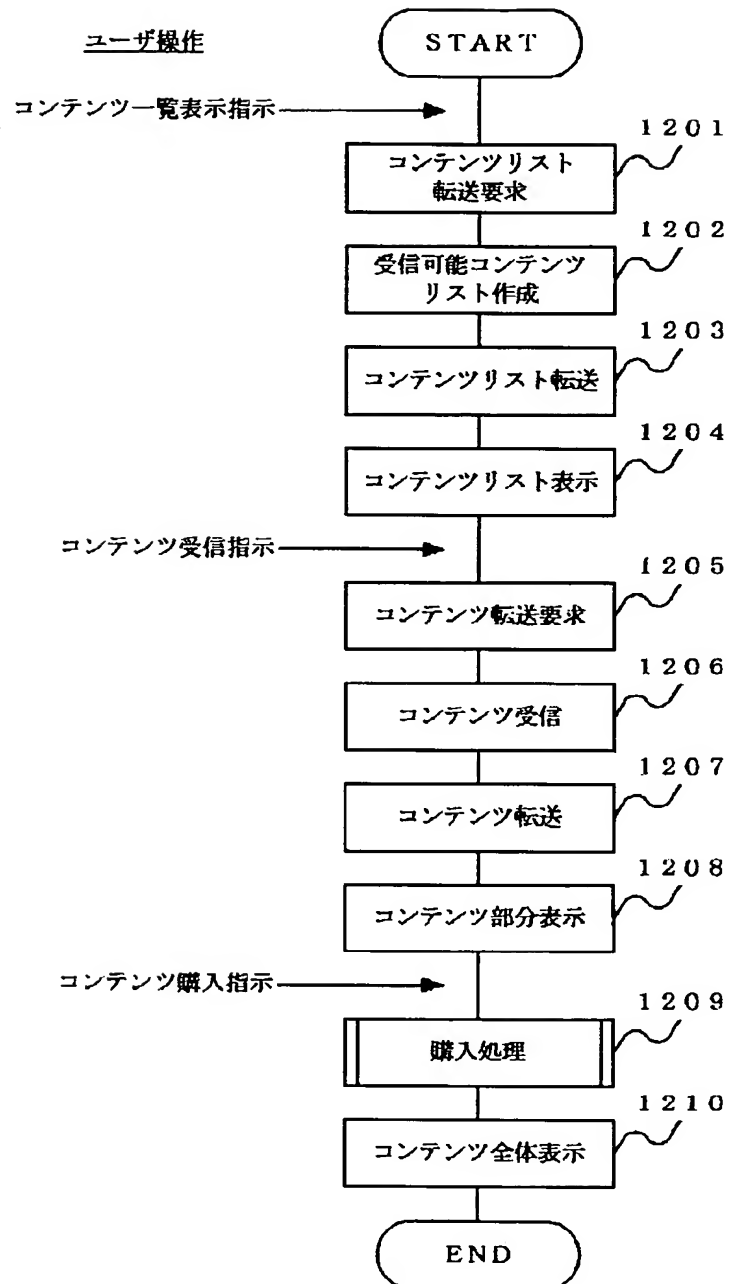 ユーザ操作
START
コンテンツ一覧表示指示
1201
コンテンツリスト
転送要求
1202
受信可能コンテンツ
リスト作成
1203
コンテンツリスト転送
1204
コンテンツリスト表示
コンテンツ受信指示
1205
コンテンツ転送要求
1206
コンテンツ受信
1207
コンテンツ転送
1208
コンテンツ部分表示
コンテンツ購入指示
1209
購入処理
1210
コンテンツ全体表示
END